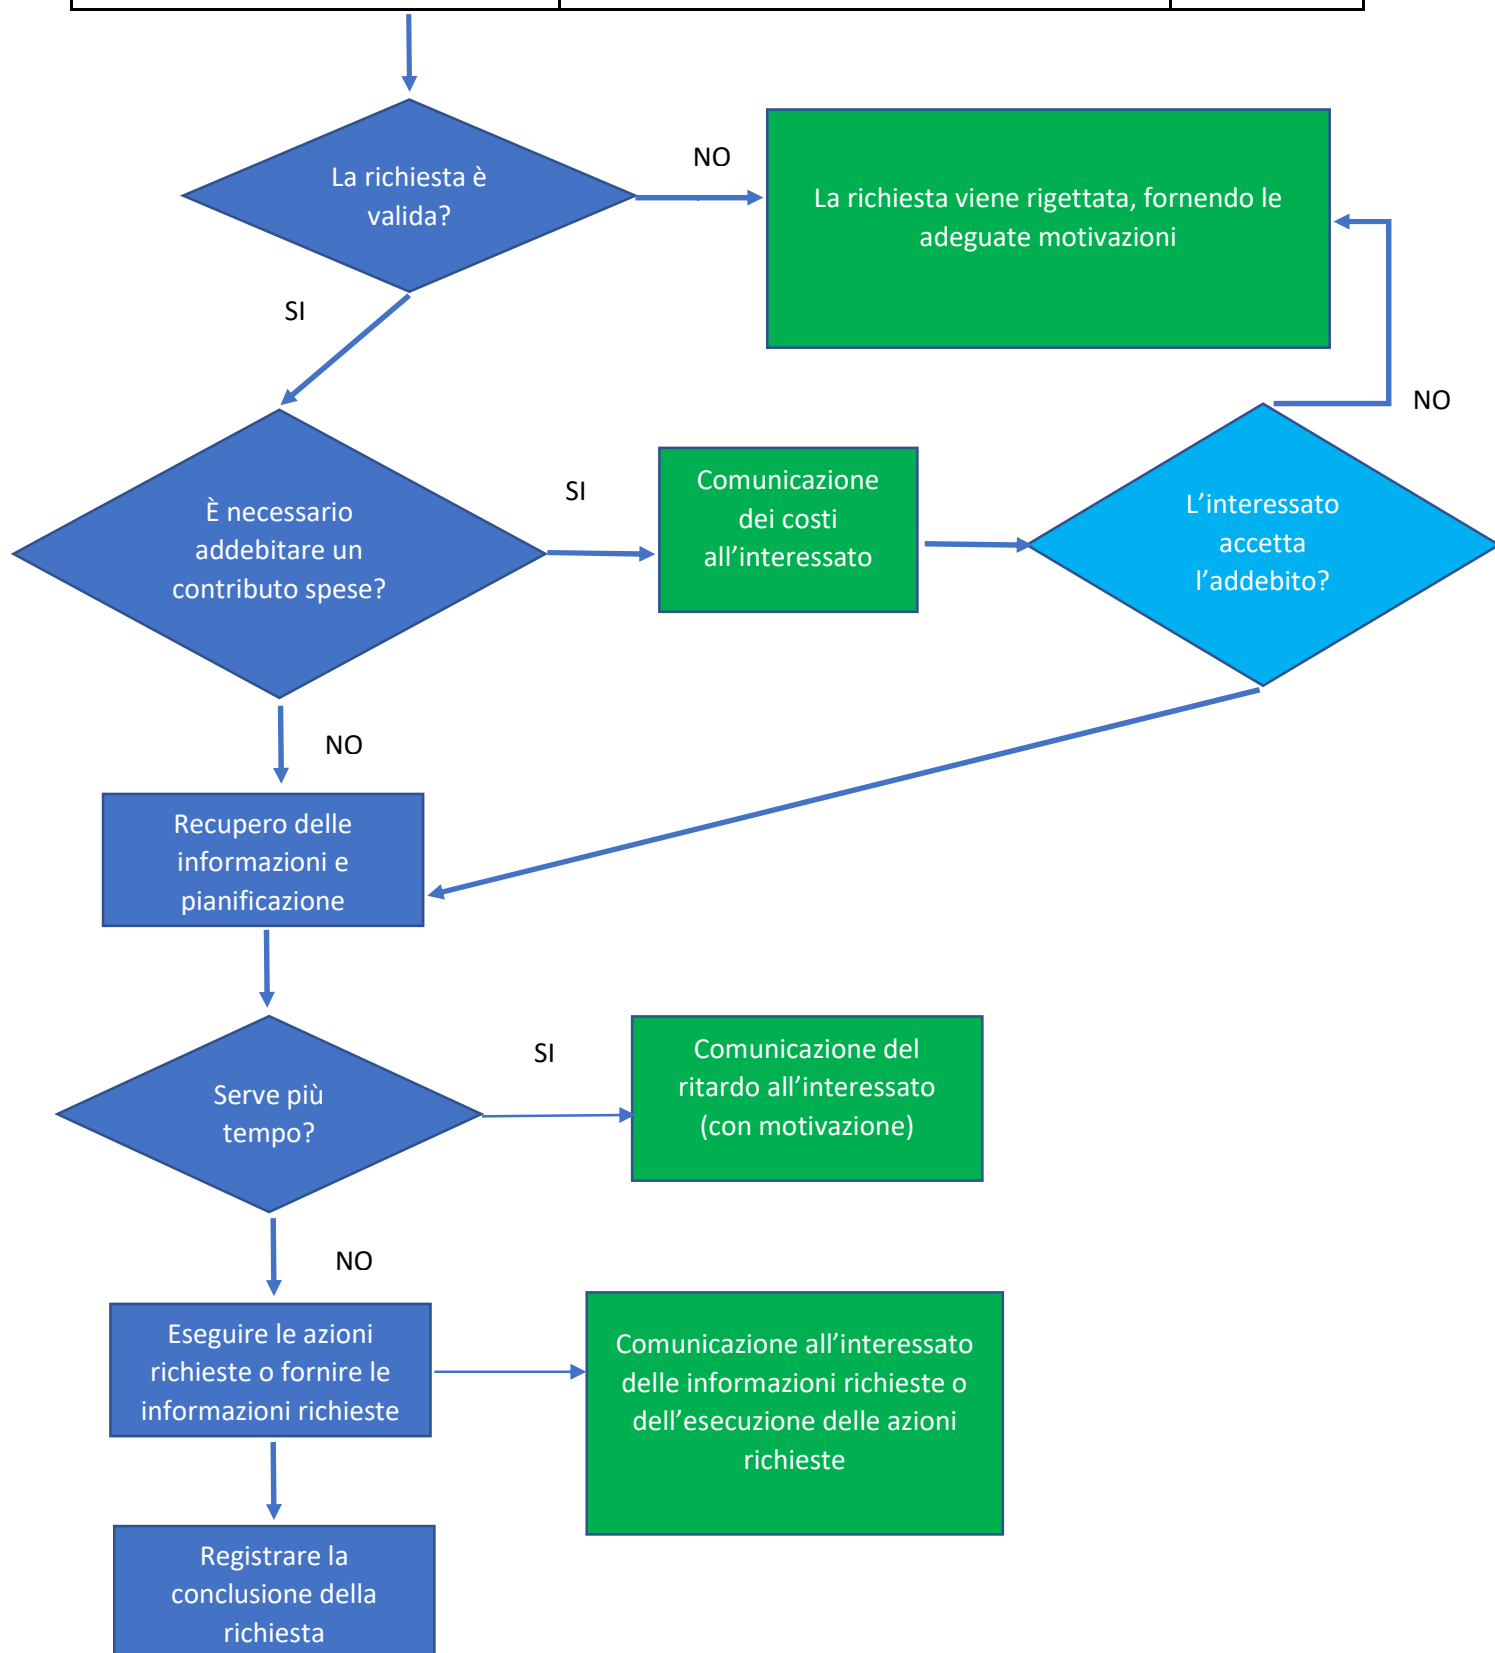 La richiesta è
valida?
NO
La richiesta viene rigettata, fornendo le
adeguate motivazioni
SI
NO
È necessario
addebitare un
contributo spese?
SI
Comunicazione
dei costi
all’interessato
L’interessato
accetta
l’addebito?
NO
Recupero delle
informazioni e
pianificazione
Serve più
tempo?
SI
Comunicazione del
ritardo all’interessato
(con motivazione)
NO
Eseguire le azioni
richieste o fornire le
informazioni richieste
Comunicazione all’interessato
delle informazioni richieste o
dell’esecuzione delle azioni
richieste
Registrare la
conclusione della
richiesta